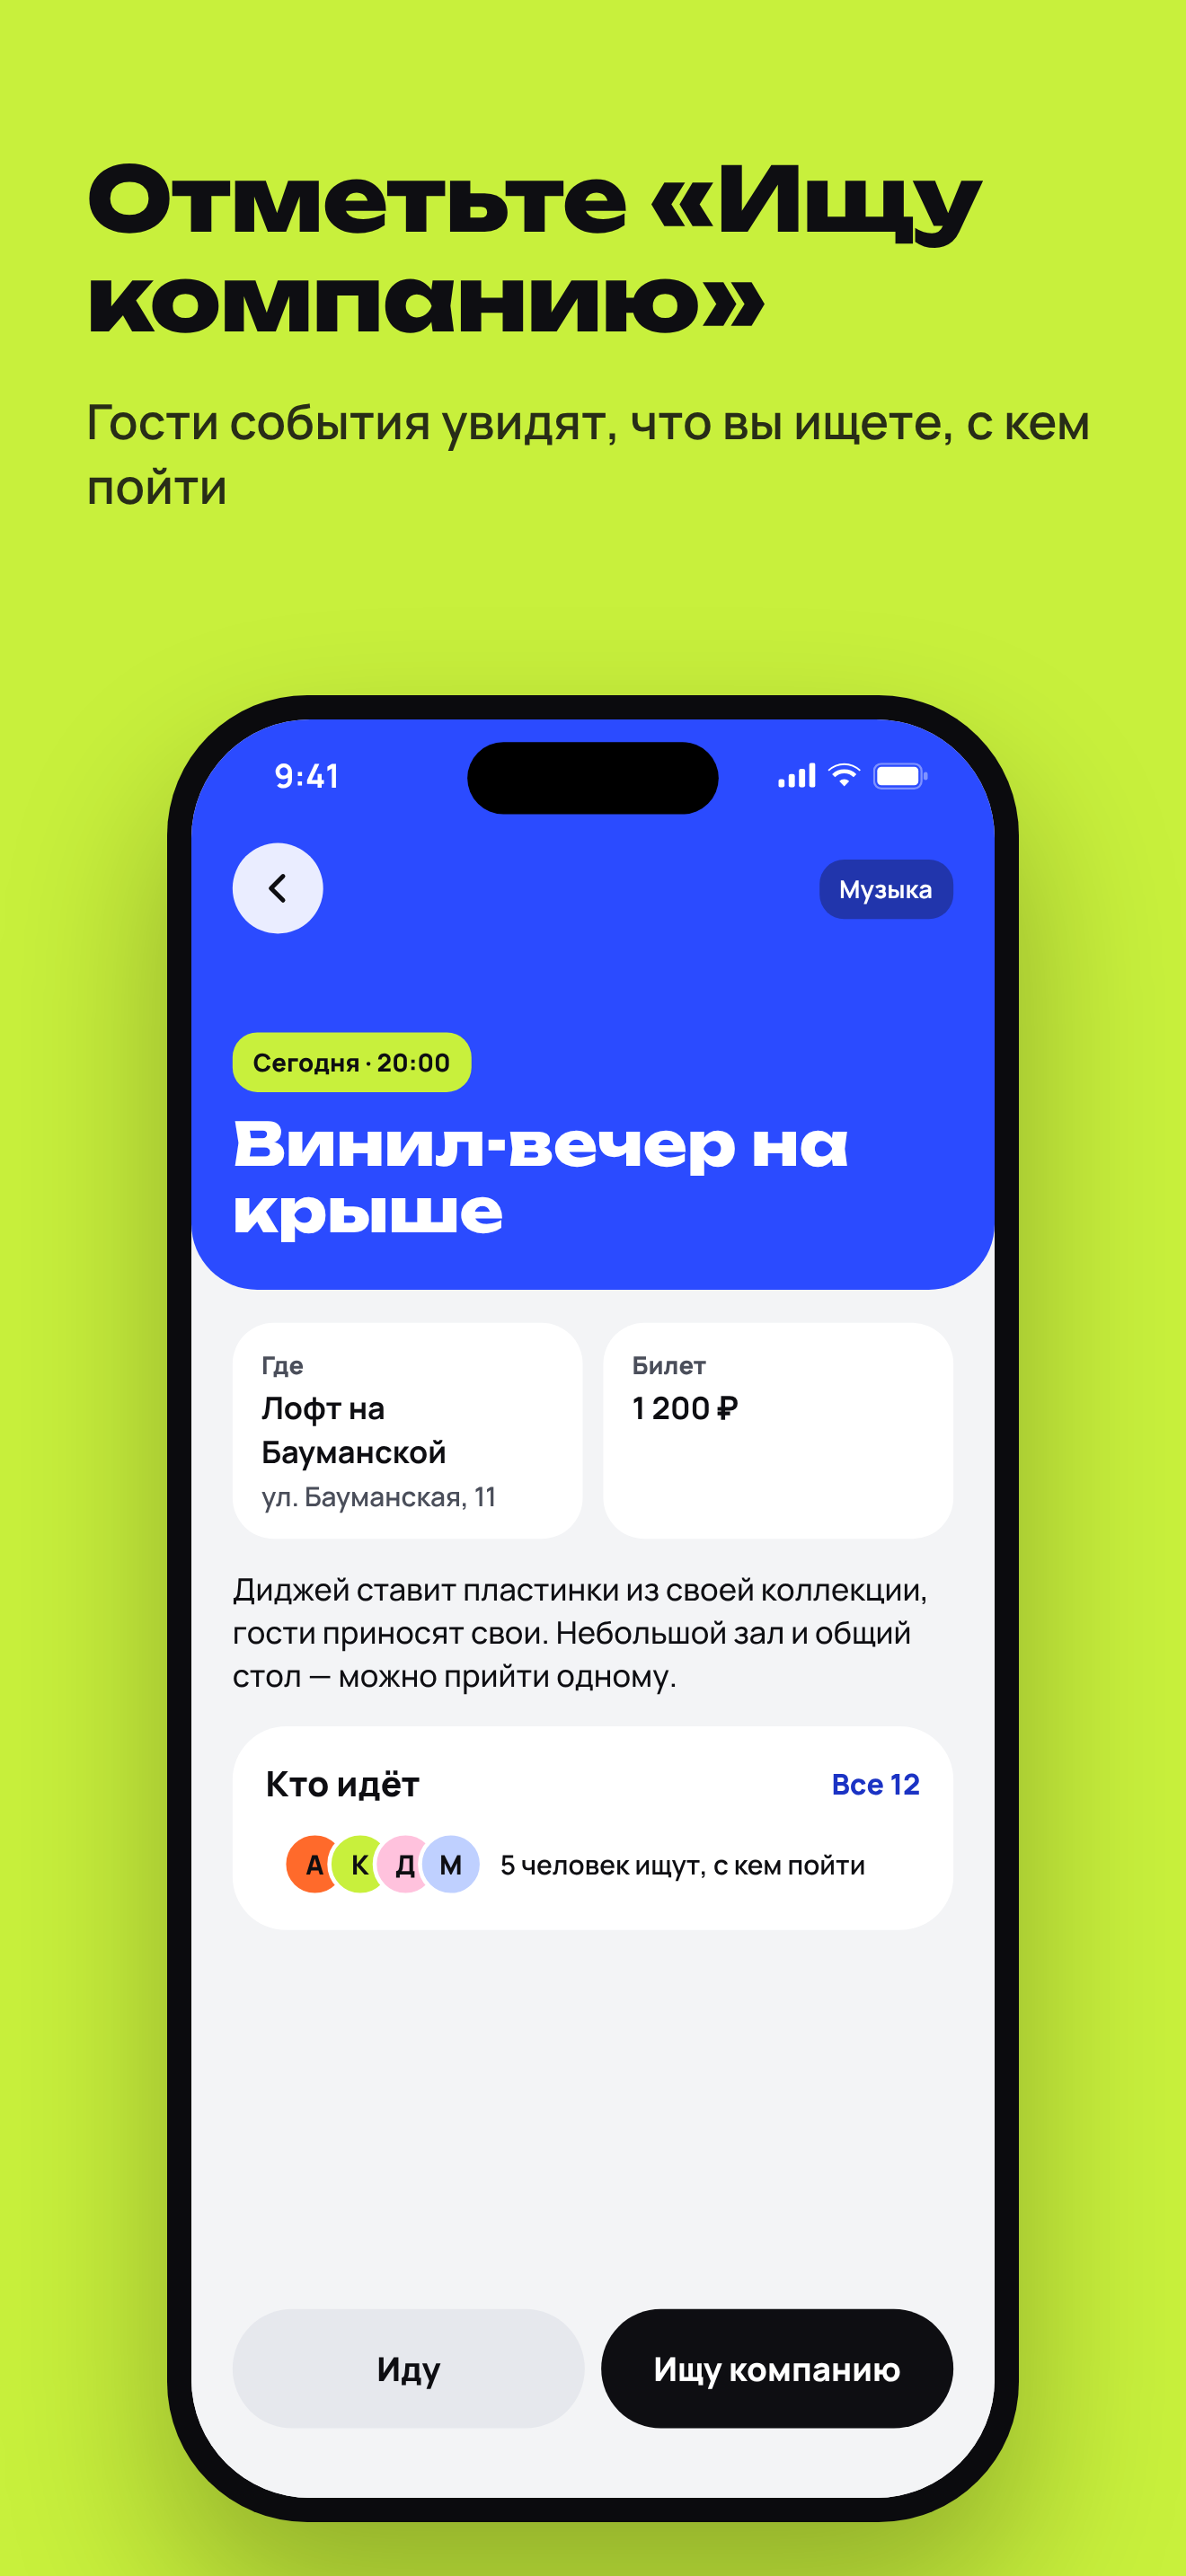 Отметьте «Ищу
компанию»
Гости события увидят, что вы ищете, с кем
пойти
9:41
Музыка
Сегодня · 20:00
Винил-вечер на
крыше
Где
Лофт на
Бауманской
ул. Бауманская, 11
Билет
1 200 ₽
Диджей ставит пластинки из своей коллекции,
гости приносят свои. Небольшой зал и общий
стол — можно прийти одному.
Кто идёт
Все 12
А К Д М 5 человек ищут, с кем пойти
Иду
Ищу компанию